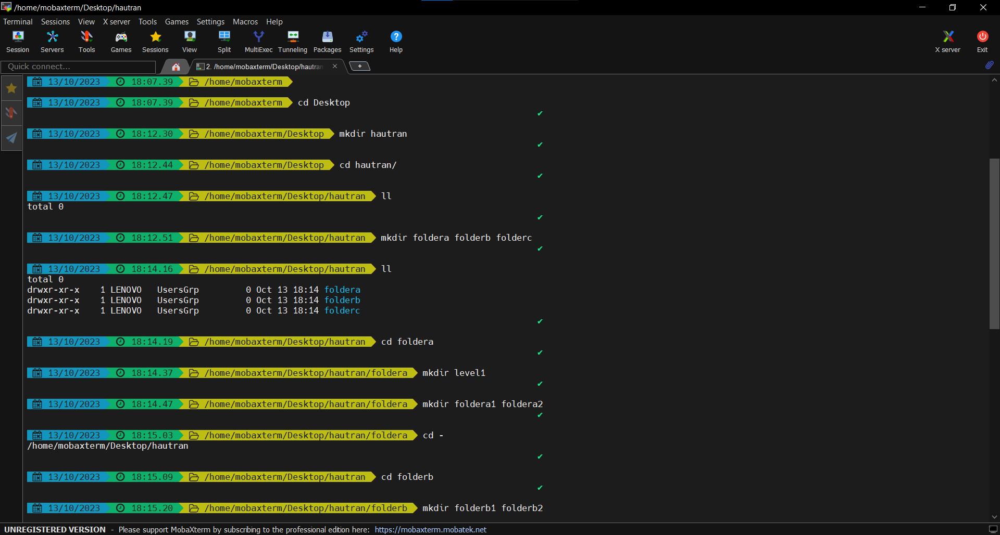 /home/mobaxterm/Desktop/hautran
Terminal Sessions View X server Tools Games Settings Macros Help
Session Servers Tools Games Sessions View Split MultiExec Tunneling Packages Settings Help X server Exit
Quick connect... 2. /home/mobaxterm/Desktop/hautran
13/10/2023 18:07.39 /home/mobaxterm
13/10/2023 18:07.39 /home/mobaxterm cd Desktop
13/10/2023 18:12.30 /home/mobaxterm/Desktop mkdir hautran
13/10/2023 18:12.44 /home/mobaxterm/Desktop cd hautran/
13/10/2023 18:12.47 /home/mobaxterm/Desktop/hautran ll
total 0
13/10/2023 18:12.51 /home/mobaxterm/Desktop/hautran mkdir foldera folderb folderc
13/10/2023 18:14.16 /home/mobaxterm/Desktop/hautran ll
total 0
drwxr-xr-x 1 LENOVO UsersGrp 0 Oct 13 18:14 foldera
drwxr-xr-x 1 LENOVO UsersGrp 0 Oct 13 18:14 folderb
drwxr-xr-x 1 LENOVO UsersGrp 0 Oct 13 18:14 folderc
13/10/2023 18:14.19 /home/mobaxterm/Desktop/hautran cd foldera
13/10/2023 18:14.37 /home/mobaxterm/Desktop/hautran/foldera mkdir level1
13/10/2023 18:14.47 /home/mobaxterm/Desktop/hautran/foldera mkdir foldera1 foldera2
13/10/2023 18:15.03 /home/mobaxterm/Desktop/hautran/foldera cd -
/home/mobaxterm/Desktop/hautran
13/10/2023 18:15.09 /home/mobaxterm/Desktop/hautran cd folderb
13/10/2023 18:15.20 /home/mobaxterm/Desktop/hautran/folderb mkdir folderb1 folderb2
UNREGISTERED VERSION - Please support MobaXterm by subscribing to the professional edition here: https://mobaxterm.mobatek.net